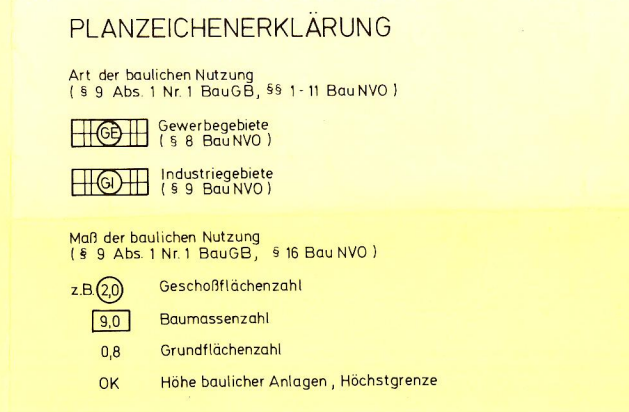 PLANZEICHENERKLÄRUNG
Art der baulichen Nutzung
( § 9 Abs. 1 Nr. 1 BauGB, §§ 1-11 BauNVO )
GE Gewerbegebiete
( § 8 BauNVO )
GI Industriegebiete
( § 9 BauNVO )
Maß der baulichen Nutzung
( § 9 Abs. 1 Nr. 1 BauGB, § 16 BauNVO )
z.B. 2,0 Geschoßflächenzahl
9,0 Baumassenzahl
0,8 Grundflächenzahl
OK Höhe baulicher Anlagen, Höchstgrenze